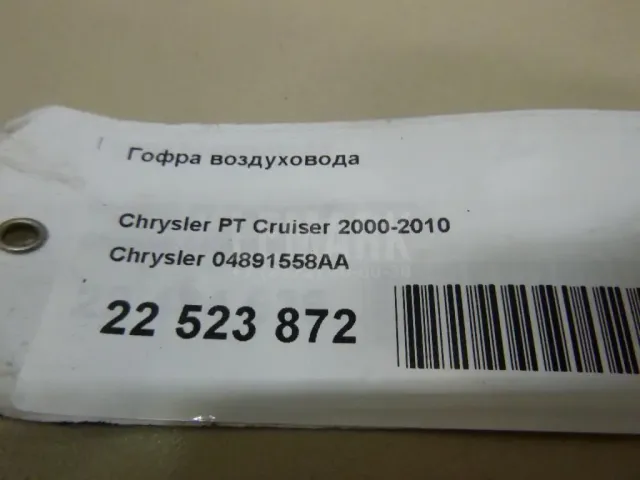 Гофра воздуховода
Chrysler PT Cruiser 2000-2010
Chrysler 04891558AA
22 523 872